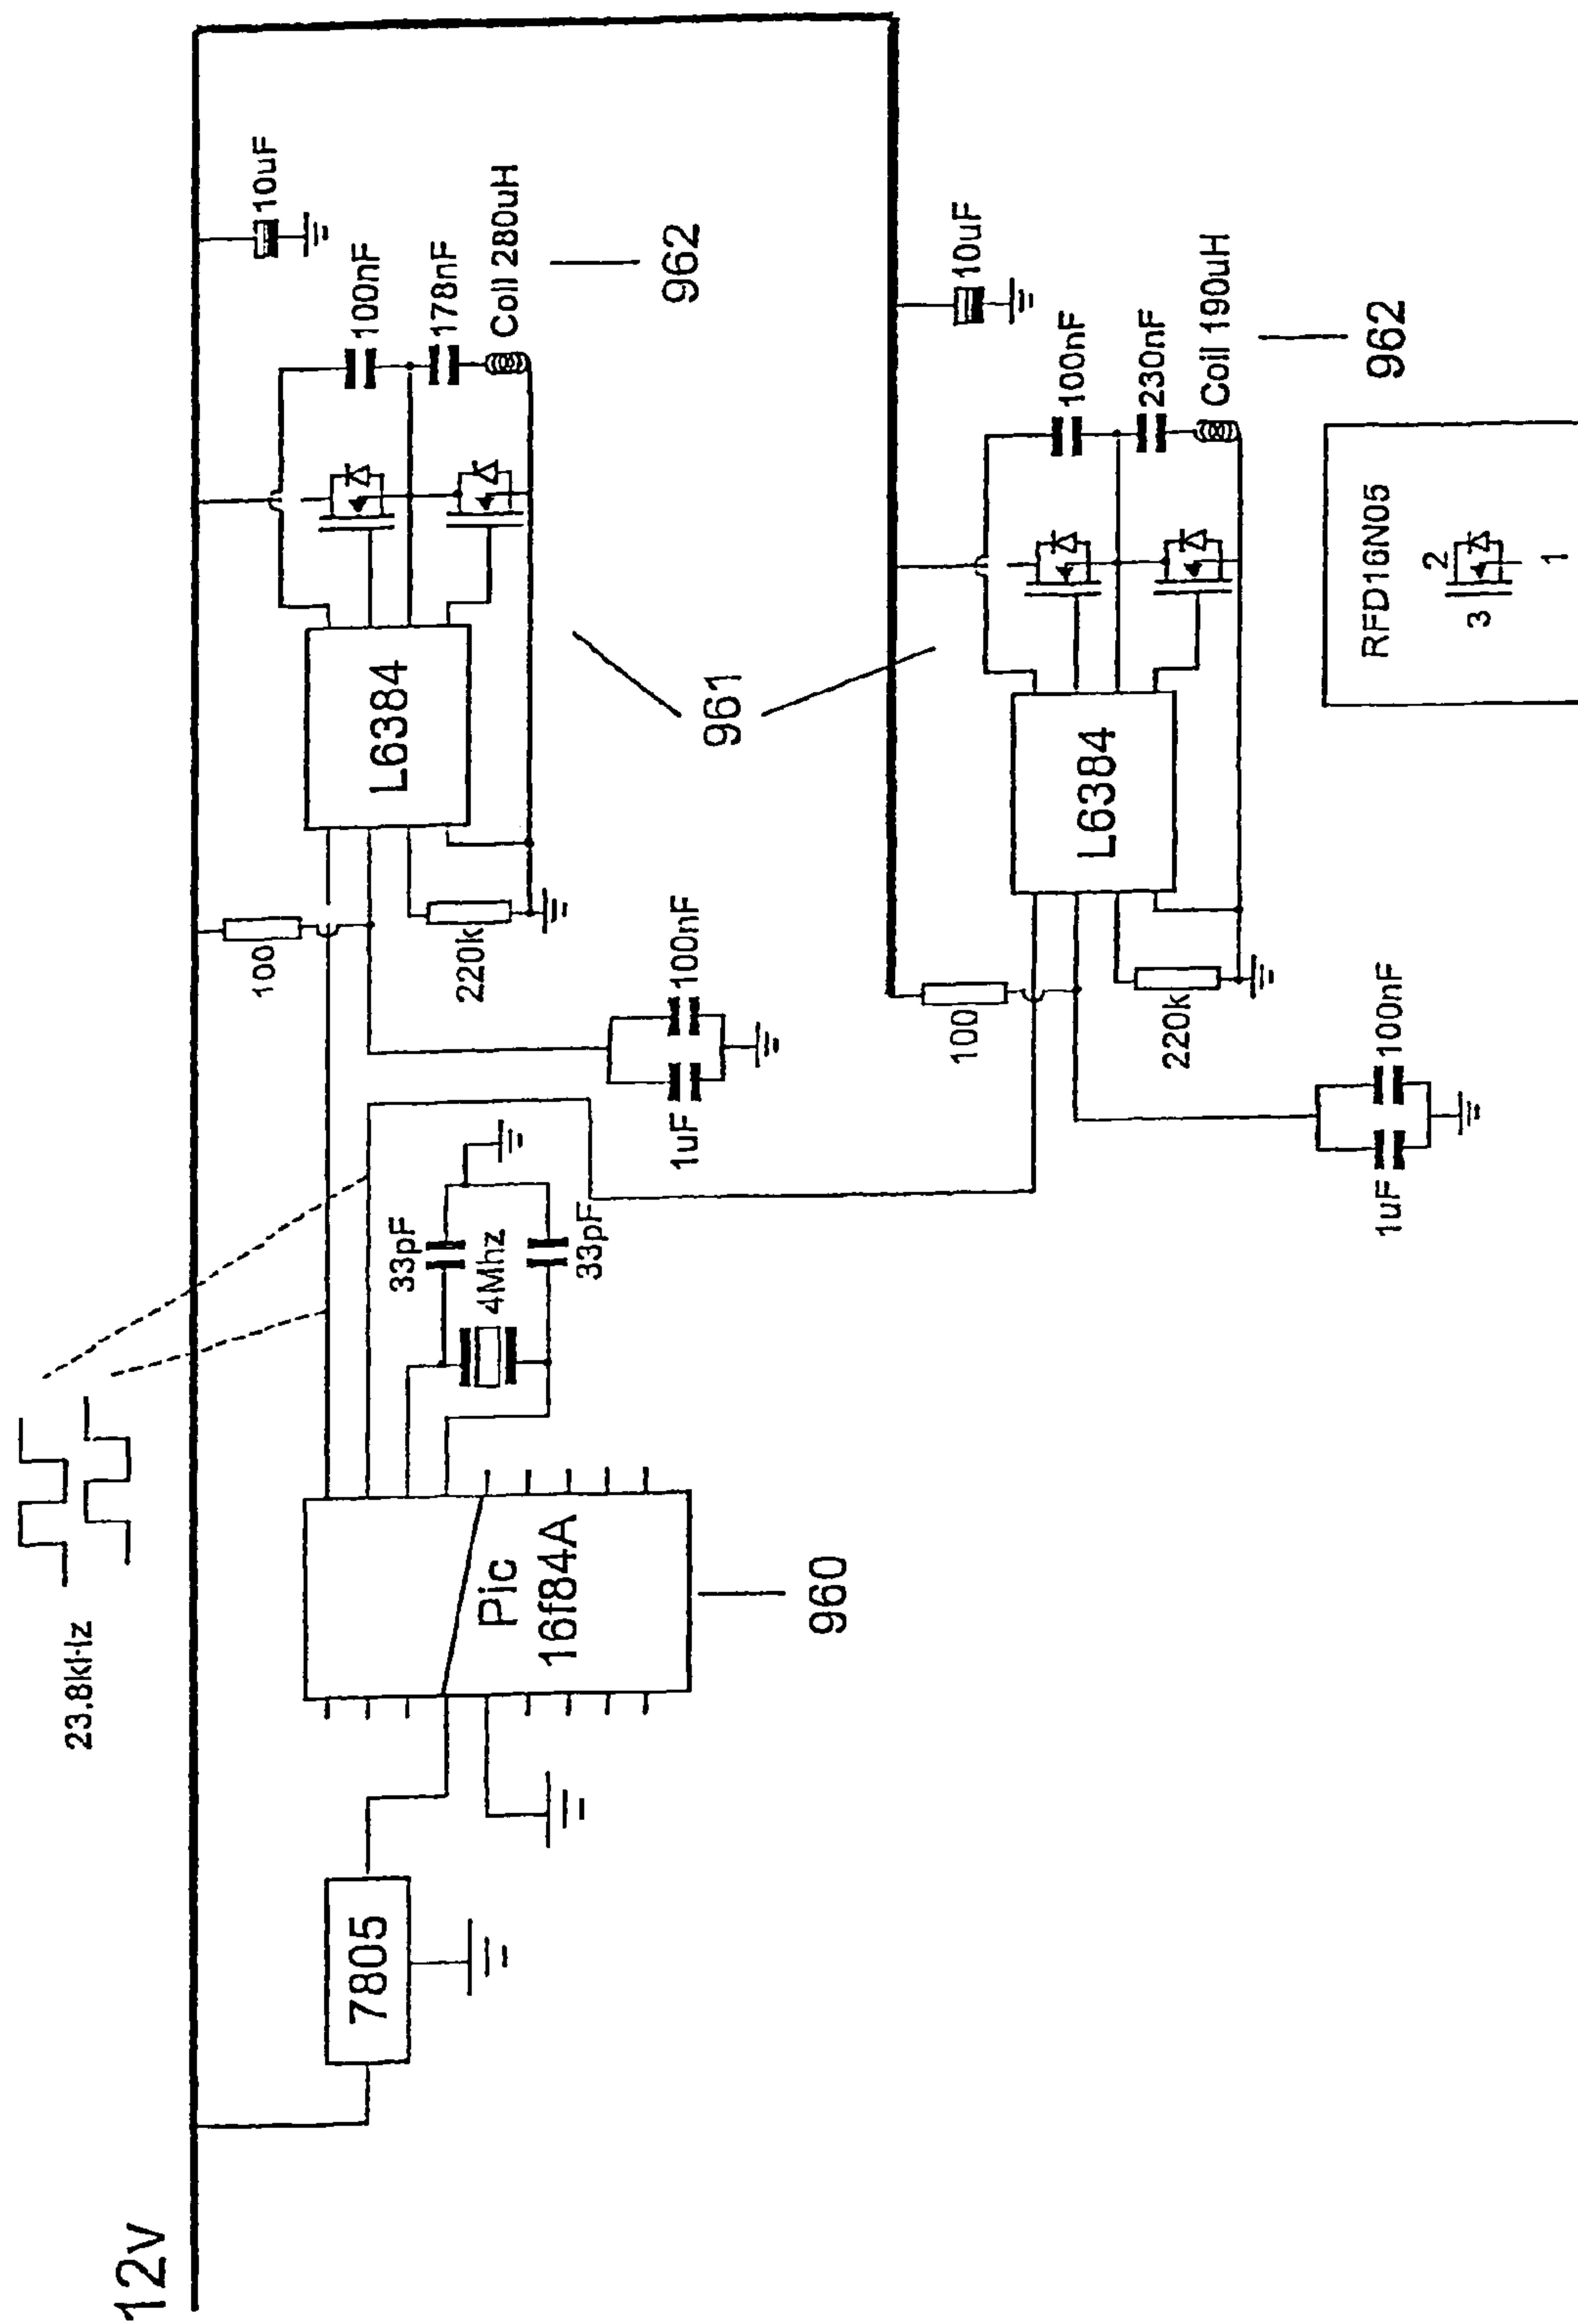 12v
7805
23.8kHz
Pic
16f84A
960
33pF
4Mhz
33pF
100
220k
1uF
100nF
L6384
961
10uF
100nF
178nF
Coil 280uH
962
100
220k
1uF
100nF
L6384
10uF
100nF
230nF
Coil 190uH
962
RFD16N05
3
2
1